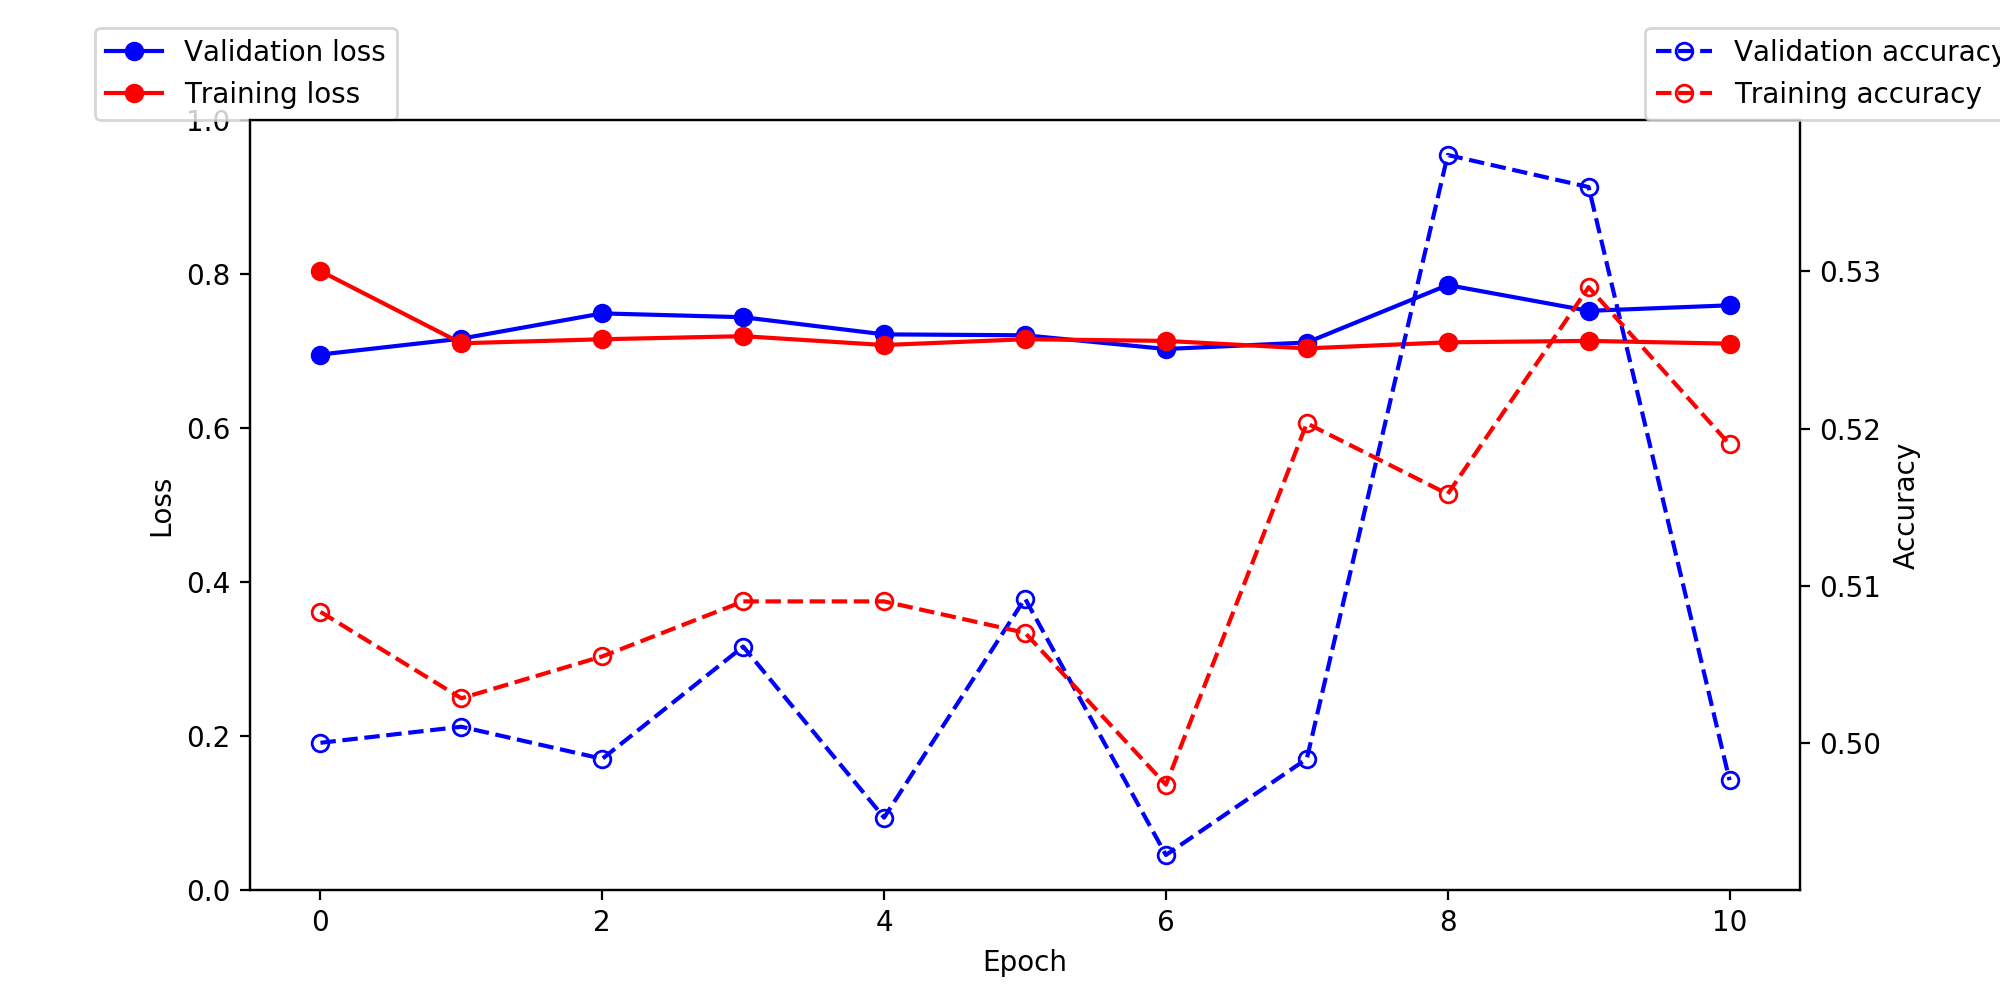 Validation loss
Training loss
Validation accuracy
Training accuracy
1.0
0.8
0.6
0.4
0.2
0.0
Loss
0.53
0.52
0.51
0.50
Accuracy
0 2 4 6 8 10
Epoch